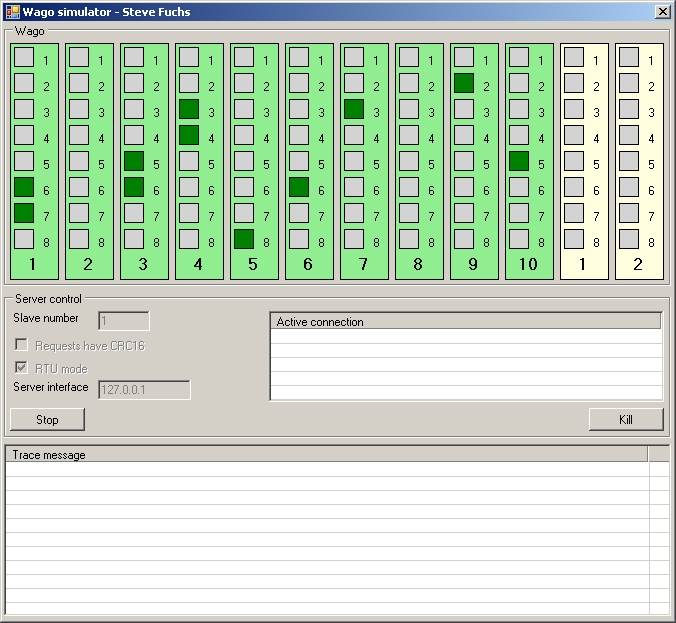 Wago simulator - Steve Fuchs
Wago
1 1 1 1 1 1 1 1 1 1 1 1
2 2 2 2 2 2 2 2 2 2 2 2
3 3 3 3 3 3 3 3 3 3 3 3
4 4 4 4 4 4 4 4 4 4 4 4
5 5 5 5 5 5 5 5 5 5 5 5
6 6 6 6 6 6 6 6 6 6 6 6
7 7 7 7 7 7 7 7 7 7 7 7
8 8 8 8 8 8 8 8 8 8 8 8
1 2 3 4 5 6 7 8 9 10 1 2
Server control
Slave number 1
Requests have CRC16
RTU mode
Server interface 127.0.0.1
Stop
Active connection
Kill
Trace message